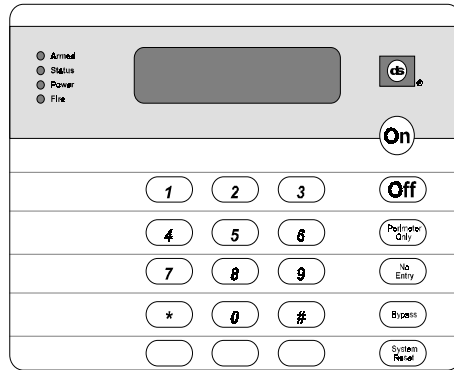 Armed
Status
Power
Fire
ds
®
On
1 2 3 Off
4 5 6 Perimeter
Only
7 8 9 No
Entry
* 0 # Bypass
System
Reset